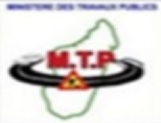 MINISTERE DES TRAVAUX PUBLICS
M.T.P